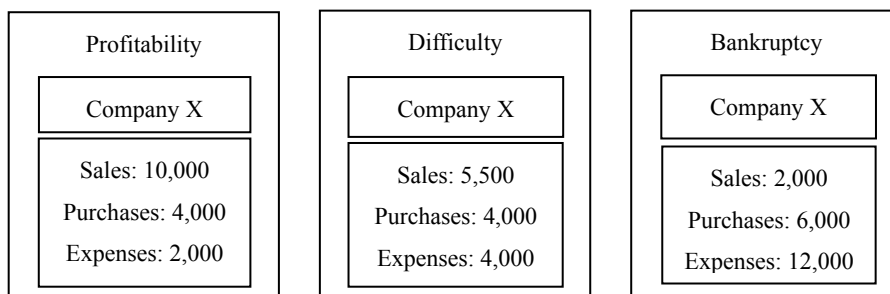 Profitability
Company X
Sales: 10,000
Purchases: 4,000
Expenses: 2,000
Difficulty
Company X
Sales: 5,500
Purchases: 4,000
Expenses: 4,000
Bankruptcy
Company X
Sales: 2,000
Purchases: 6,000
Expenses: 12,000